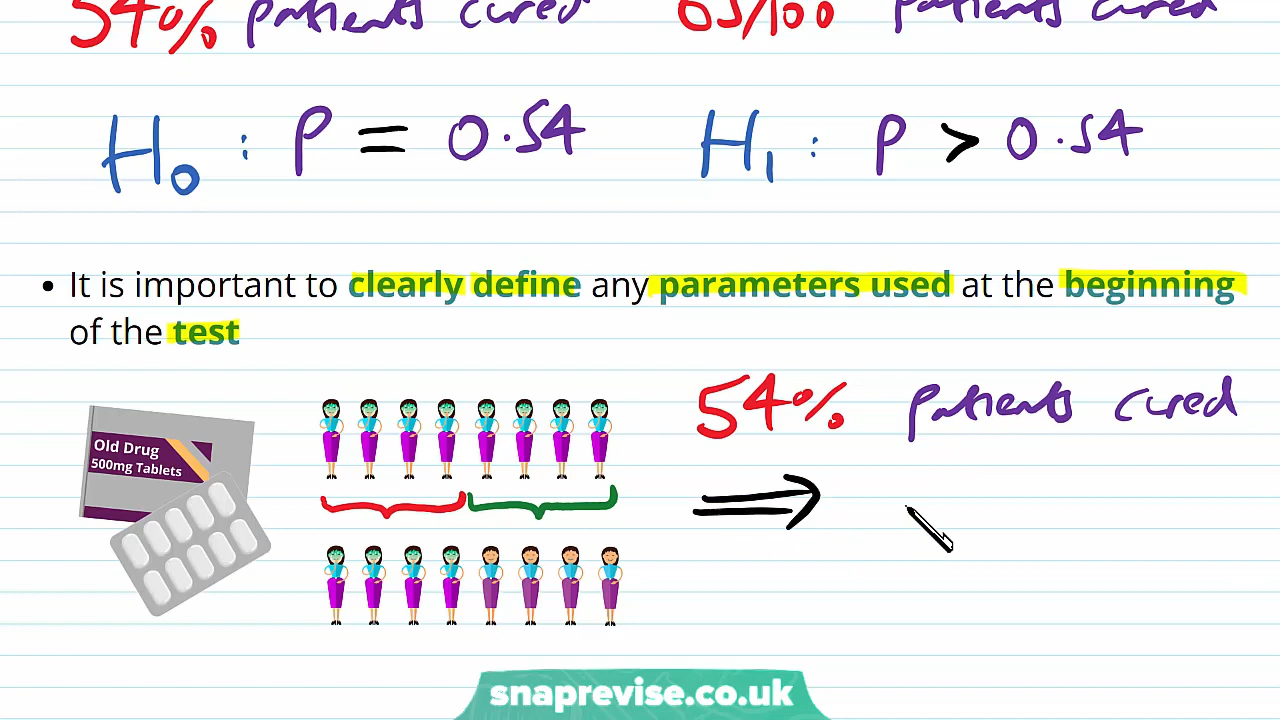 54% patients cured 63/100 patients cured
H₀ : P = 0.54 H₁ : P > 0.54
• It is important to clearly define any parameters used at the beginning
of the test
54% patients cured
Old Drug
500mg Tablets
⇒
snaprevise.co.uk